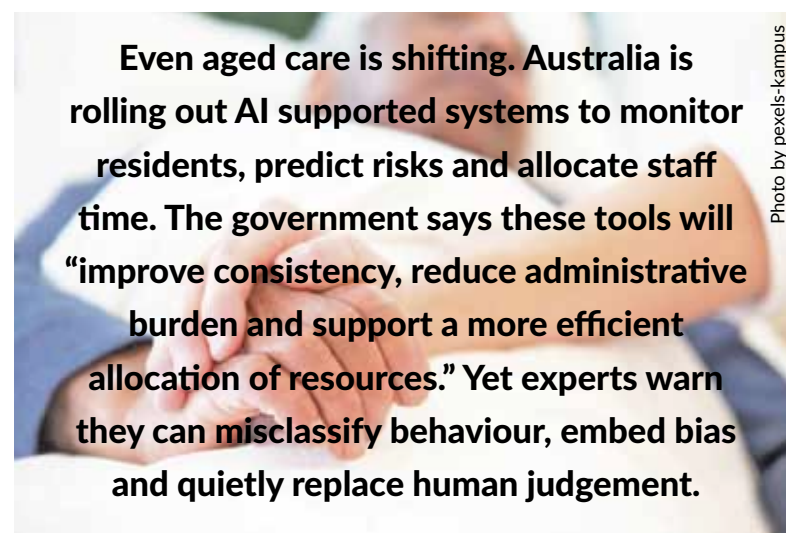 Even aged care is shifting. Australia is
rolling out AI supported systems to monitor
residents, predict risks and allocate staff
time. The government says these tools will
“improve consistency, reduce administrative
burden and support a more efficient
allocation of resources.” Yet experts warn
they can misclassify behaviour, embed bias
and quietly replace human judgement.
Photo by pexels-kampus